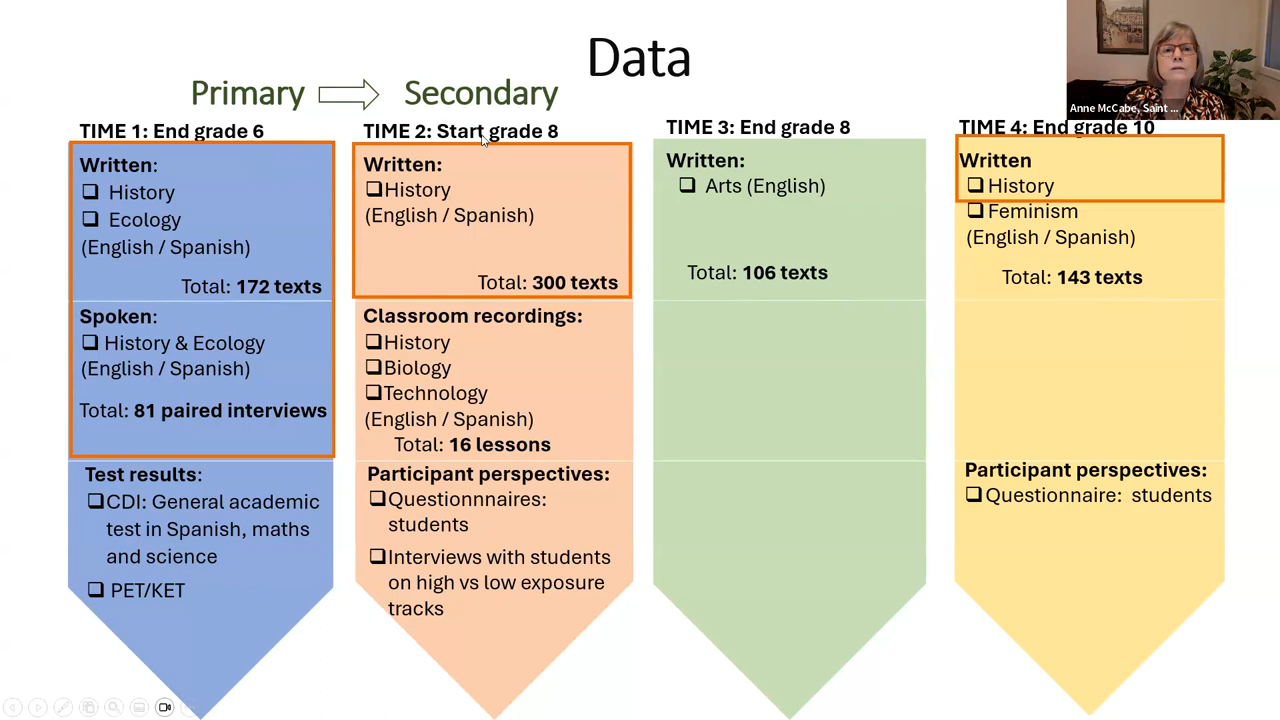 Data
Primary
Secondary
Anne McCabe, Saint ...
TIME 1: End grade 6
Written:
History
Ecology
(English / Spanish)
Total: 172 texts
Spoken:
History & Ecology
(English / Spanish)
Total: 81 paired interviews
Test results:
CDI: General academic
test in Spanish, maths
and science
PET/KET
TIME 2: Start grade 8
Written:
History
(English / Spanish)
Total: 300 texts
Classroom recordings:
History
Biology
Technology
(English / Spanish)
Total: 16 lessons
Participant perspectives:
Questionnnaires:
students
Interviews with students
on high vs low exposure
tracks
TIME 3: End grade 8
Written:
Arts (English)
Total: 106 texts
TIME 4: End grade 10
Written
History
Feminism
(English / Spanish)
Total: 143 texts
Participant perspectives:
Questionnaire: students